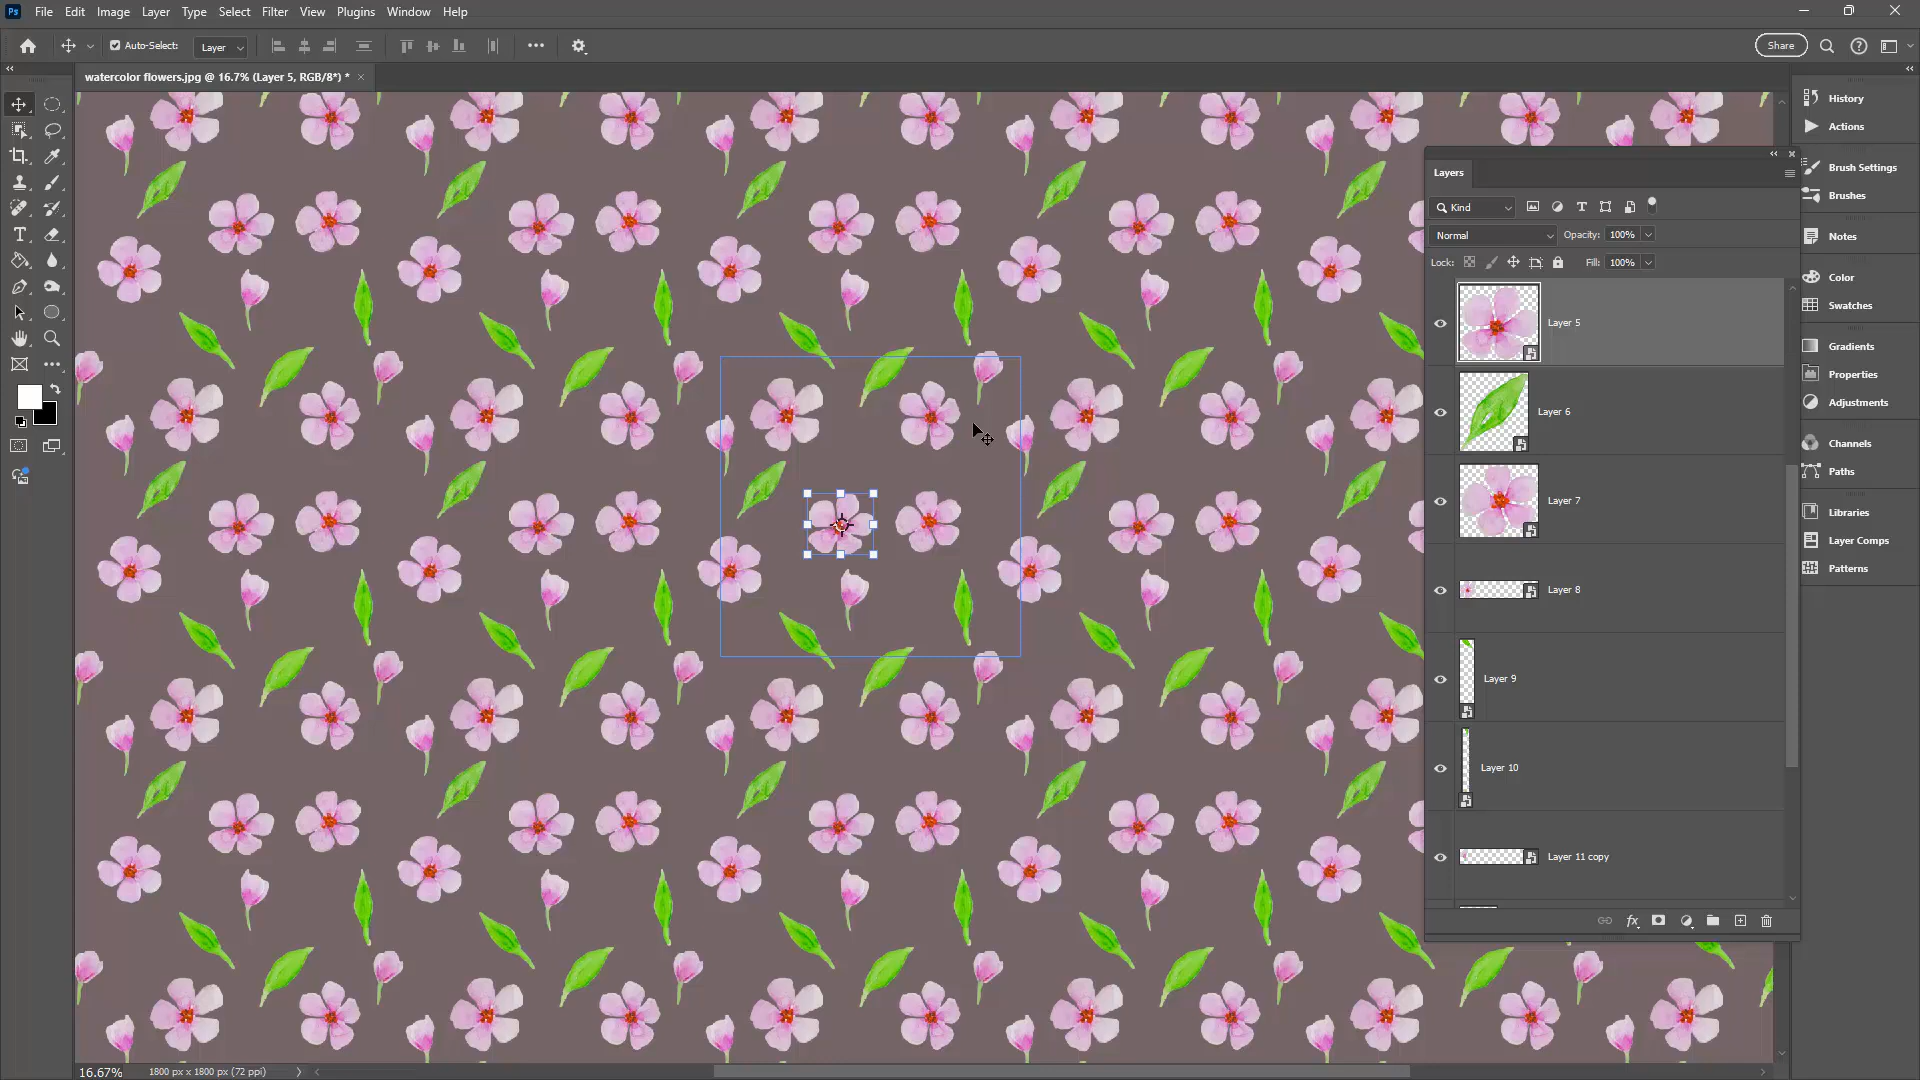 Ps File Edit Image Layer Type Select Filter View Plugins Window Help
Auto-Select: Layer Share
watercolor flowers.jpg @ 16.7% (Layer 5, RGB/8*) *
History
Actions
Brush Settings
Brushes
Notes
Color
Swatches
Gradients
Properties
Adjustments
Channels
Paths
Libraries
Layer Comps
Patterns
Layers
Kind
Normal Opacity: 100%
Lock: Fill: 100%
Layer 5
Layer 6
Layer 7
Layer 8
Layer 9
Layer 10
Layer 11 copy
16.67% 1800 px x 1800 px (72 ppi)